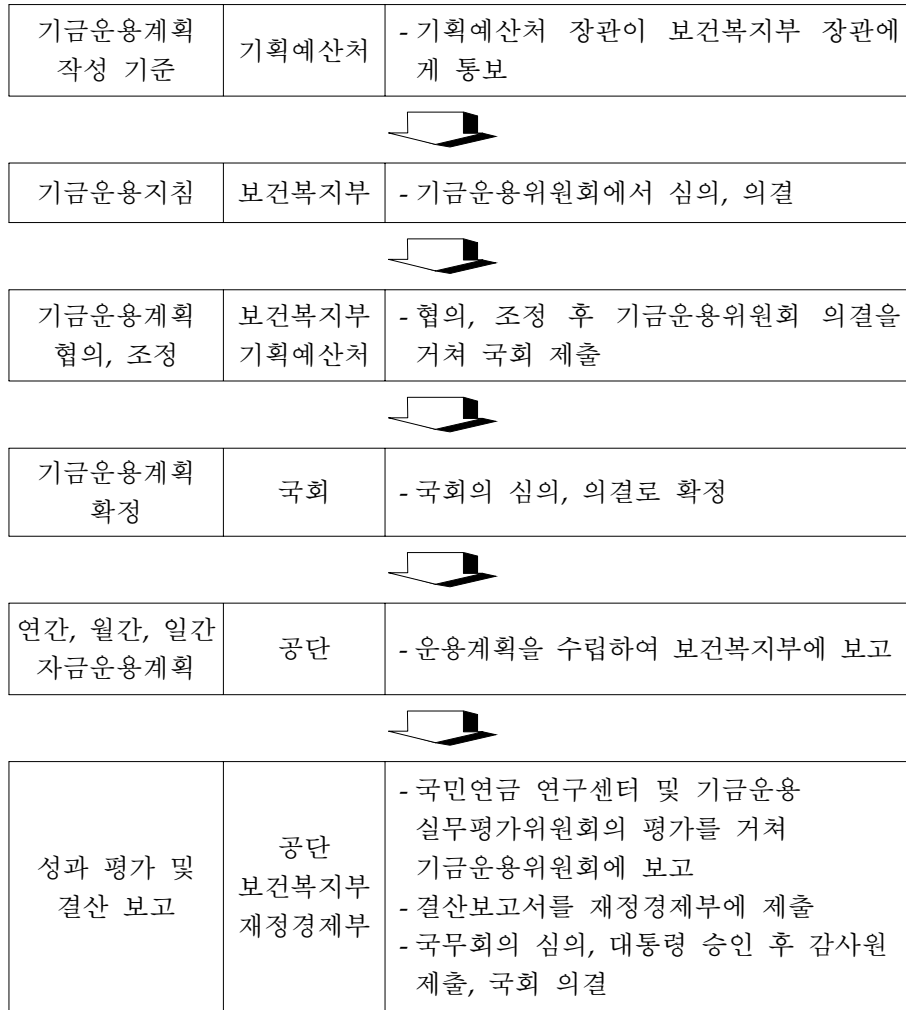 기금운용계획
작성 기준
기획예산처
- 기획예산처 장관이 보건복지부 장관에
게 통보
기금운용지침
보건복지부
- 기금운용위원회에서 심의, 의결
기금운용계획
협의, 조정
보건복지부
기획예산처
- 협의, 조정 후 기금운용위원회 의결을
거쳐 국회 제출
기금운용계획
확정
국회
- 국회의 심의, 의결로 확정
연간, 월간, 일간
자금운용계획
공단
- 운용계획을 수립하여 보건복지부에 보고
성과 평가 및
결산 보고
공단
보건복지부
재정경제부
- 국민연금 연구센터 및 기금운용
실무평가위원회의 평가를 거쳐
기금운용위원회에 보고
- 결산보고서를 재정경제부에 제출
- 국무회의 심의, 대통령 승인 후 감사원
제출, 국회 의결